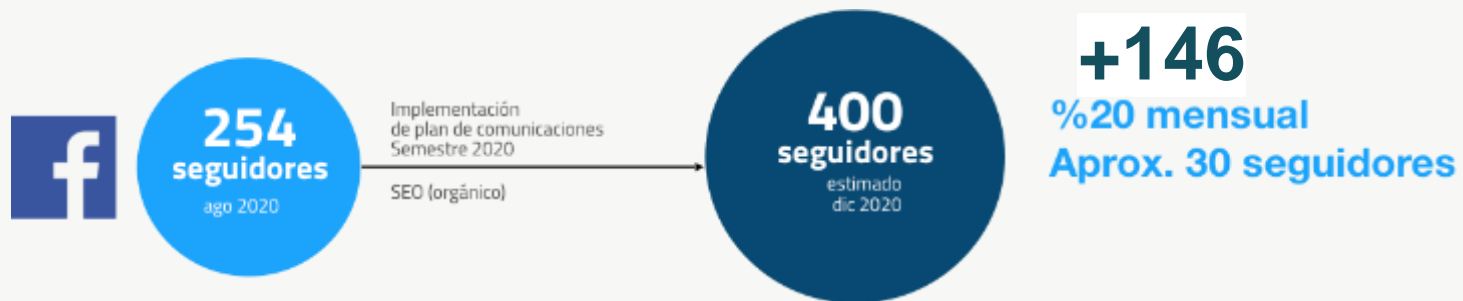 254
seguidores
ago 2020
Implementación
de plan de comunicaciones
Semestre 2020
SEO (orgánico)
400
seguidores
estimado
dic 2020
+146
%20 mensual
Aprox. 30 seguidores